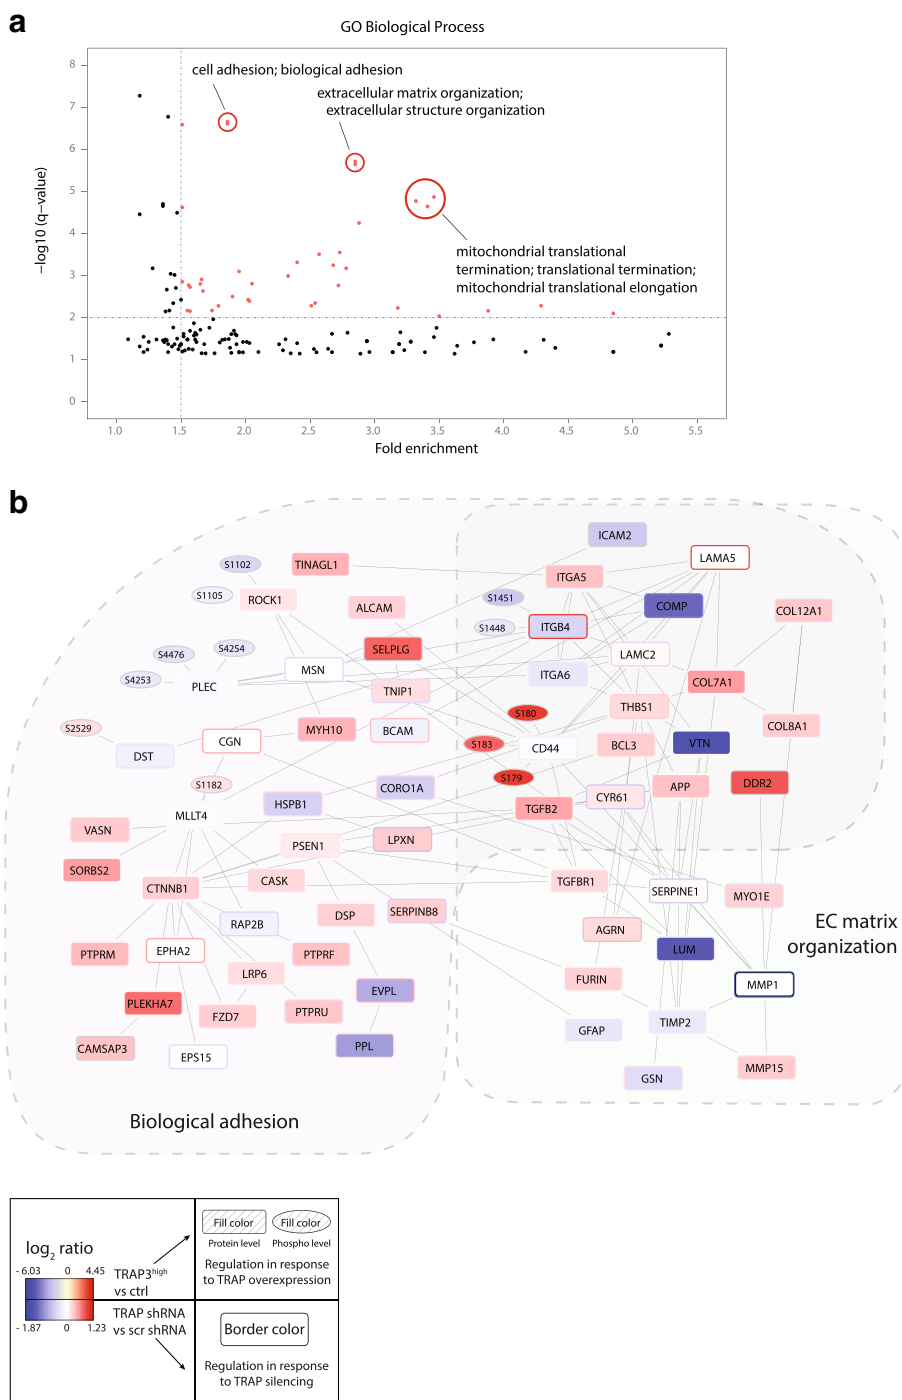 a
GO Biological Process
cell adhesion; biological adhesion
extracellular matrix organization;
extracellular structure organization
mitochondrial translational
termination; translational termination;
mitochondrial translational elongation
−log10 (q−value)
8
7
6
5
4
3
2
1
0
1.0 1.5 2.0 2.5 3.0 3.5 4.0 4.5 5.0 5.5
Fold enrichment
b
ICAM2
LAMA5
S1102
TINAGL1
ITGA5
S1105
ROCK1
ALCAM
S1451
COMP
COL12A1
S1448
ITGB4
S4476
S4254
SELPLG
LAMC2
S4253
PLEC
MSN
TNIP1
ITGA6
COL7A1
S2529
CGN
MYH10
BCAM
S180
THBS1
COL8A1
DST
S183
CD44
BCL3
VTN
S1182
CORO1A
S179
CYR61
APP
DDR2
MLLT4
HSPB1
TGFB2
VASN
PSEN1
LPXN
SORBS2
CTNNB1
CASK
TGFBR1
SERPINE1
MYO1E
RAP2B
DSP
SERPINB8
AGRN
EC matrix
organization
PTPRM
EPHA2
PTPRF
LUM
LRP6
FURIN
MMP1
PLEKHA7
FZD7
PTPRU
EVPL
GFAP
TIMP2
CAMSAP3
EPS15
PPL
MMP15
GSN
Biological adhesion
log2 ratio
- 6.03 0 4.45
- 1.87 0 1.23
TRAP3high
vs ctrl
TRAP shRNA
vs scr shRNA
Fill color Fill color
Protein level Phospho level
Regulation in response
to TRAP overexpression
Border color
Regulation in response
to TRAP silencing